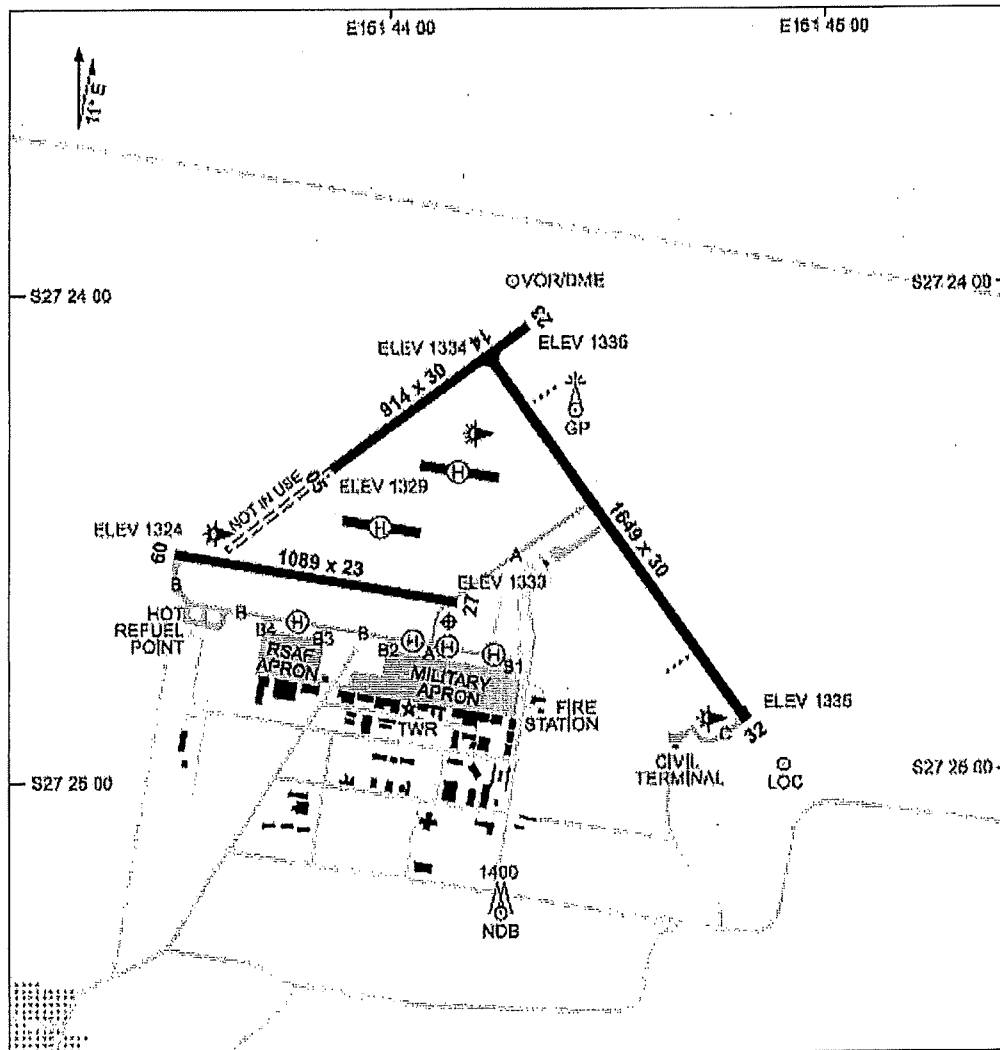 E151 44 00
E151 45 00
11° E
S27 24 00
S27 24 00
VOR/DME
23
14
ELEV 1334
ELEV 1336
914 x 30
GP
05
NOT IN USE
ELEV 1329
1649 x 30
ELEV 1324
09
1089 x 23
A
ELEV 1333
27
B
HOT
REFUEL
POINT
B
H
H
B4
H
B3
B
B2
H
A
H
H
B1
RSAF
APRON
MILITARY
APRON
FIRE
STATION
TWR
ELEV 1335
C
32
CIVIL
TERMINAL
LOC
S27 25 00
S27 25 00
1400
NDB